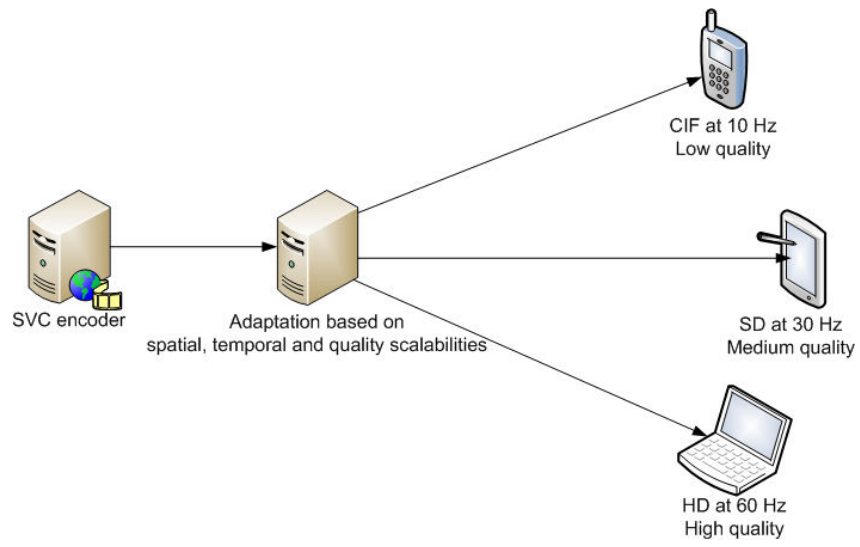 CIF at 10 Hz
Low quality
SVC encoder
Adaptation based on
spatial, temporal and quality scalabilities
SD at 30 Hz
Medium quality
HD at 60 Hz
High quality